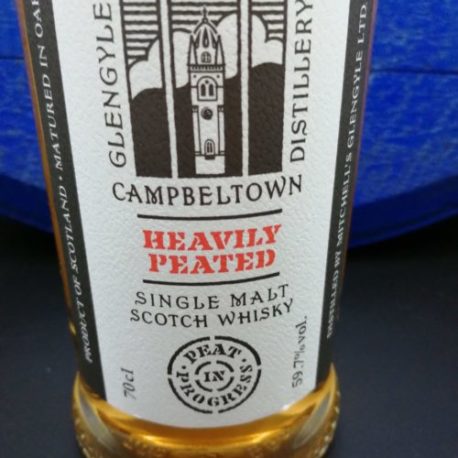 GLENGYLE
DISTILLERY
CAMPBELTOWN
HEAVILY
PEATED
SINGLE MALT
SCOTCH WHISKY
PEAT
IN
PROGRESS
70cl
59.7%vol.
PRODUCT OF SCOTLAND · MATURED IN OAK
DISTILLED BY MITCHELL'S GLENGYLE LTD